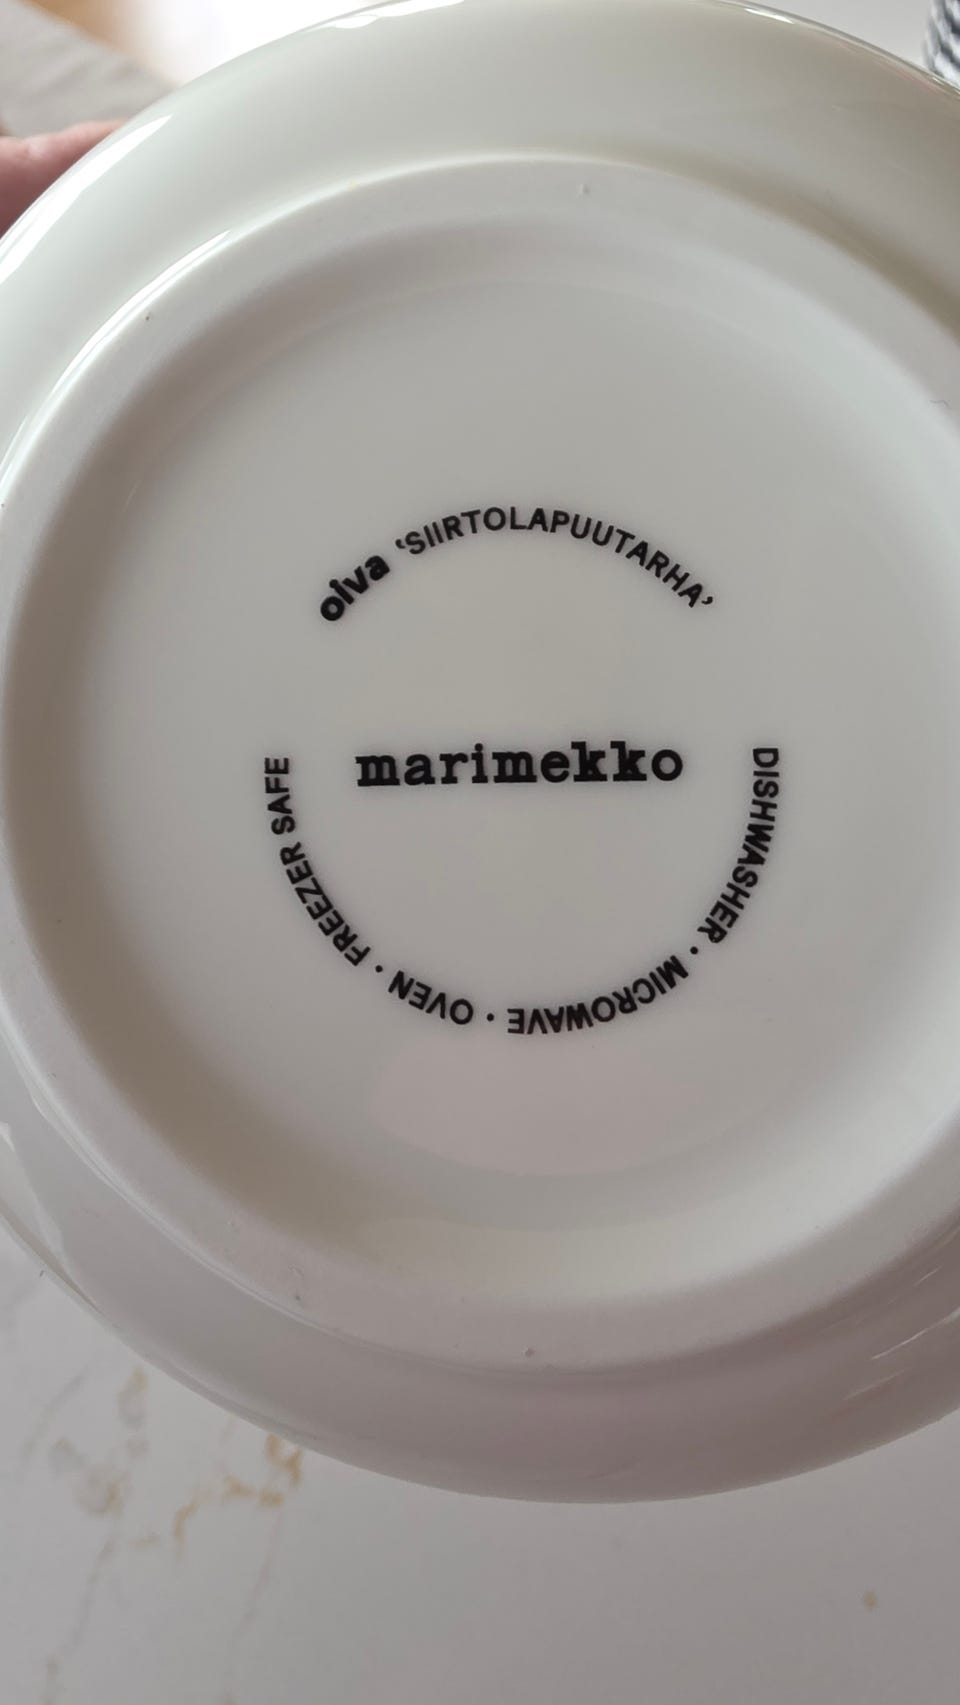 oiva ‘SIIRTOLAPUUTARHA’
marimekko
DISHWASHER · MICROWAVE · OVEN · FREEZER SAFE